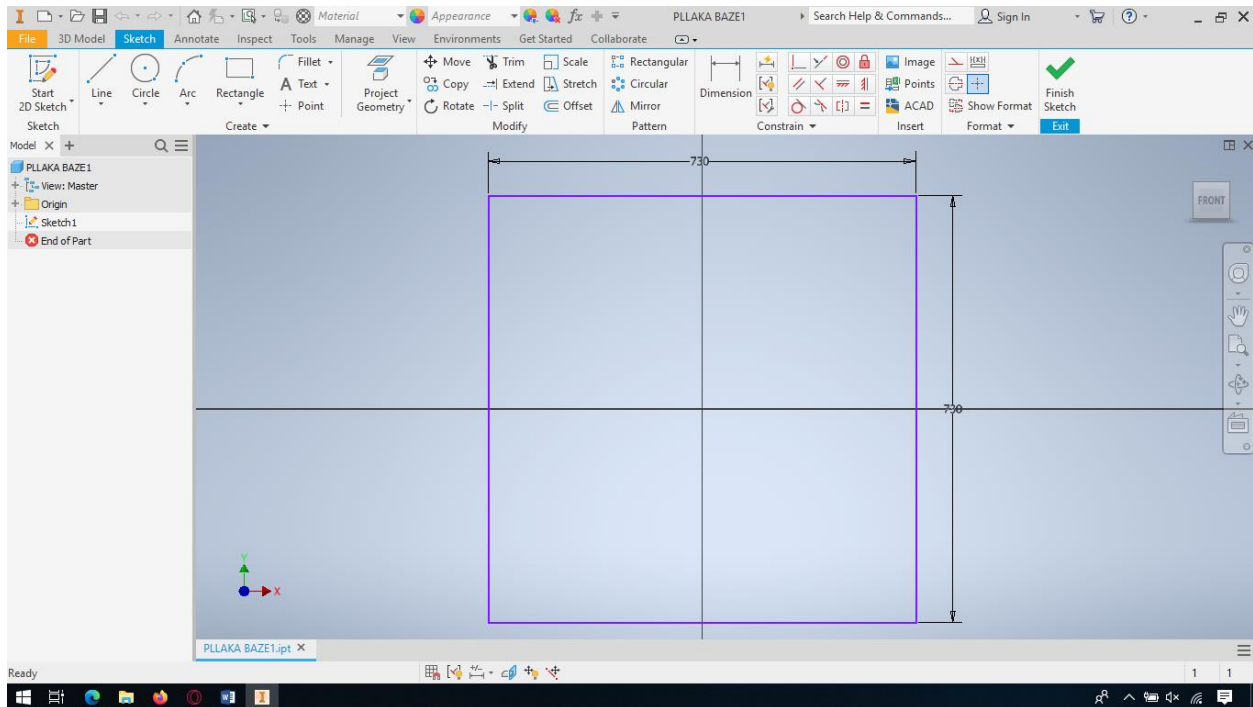 Material Appearance fx PLLAKA BAZE1 Search Help & Commands... Sign In
File 3D Model Sketch Annotate Inspect Tools Manage View Environments Get Started Collaborate
Start 2D Sketch
Line
Circle
Arc
Rectangle
Fillet
A Text
Point
Project Geometry
Move
Copy
Rotate
Trim
Extend
Split
Scale
Stretch
Offset
Rectangular
Circular
Mirror
Dimension
Image
Points
ACAD
Show Format
Finish Sketch
Sketch Create Modify Pattern Constrain Insert Format Exit
Model
PLLAKA BAZE1
View: Master
Origin
Sketch1
End of Part
730
FRONT
730
Y
X
PLLAKA BAZE1.ipt
Ready 1 1